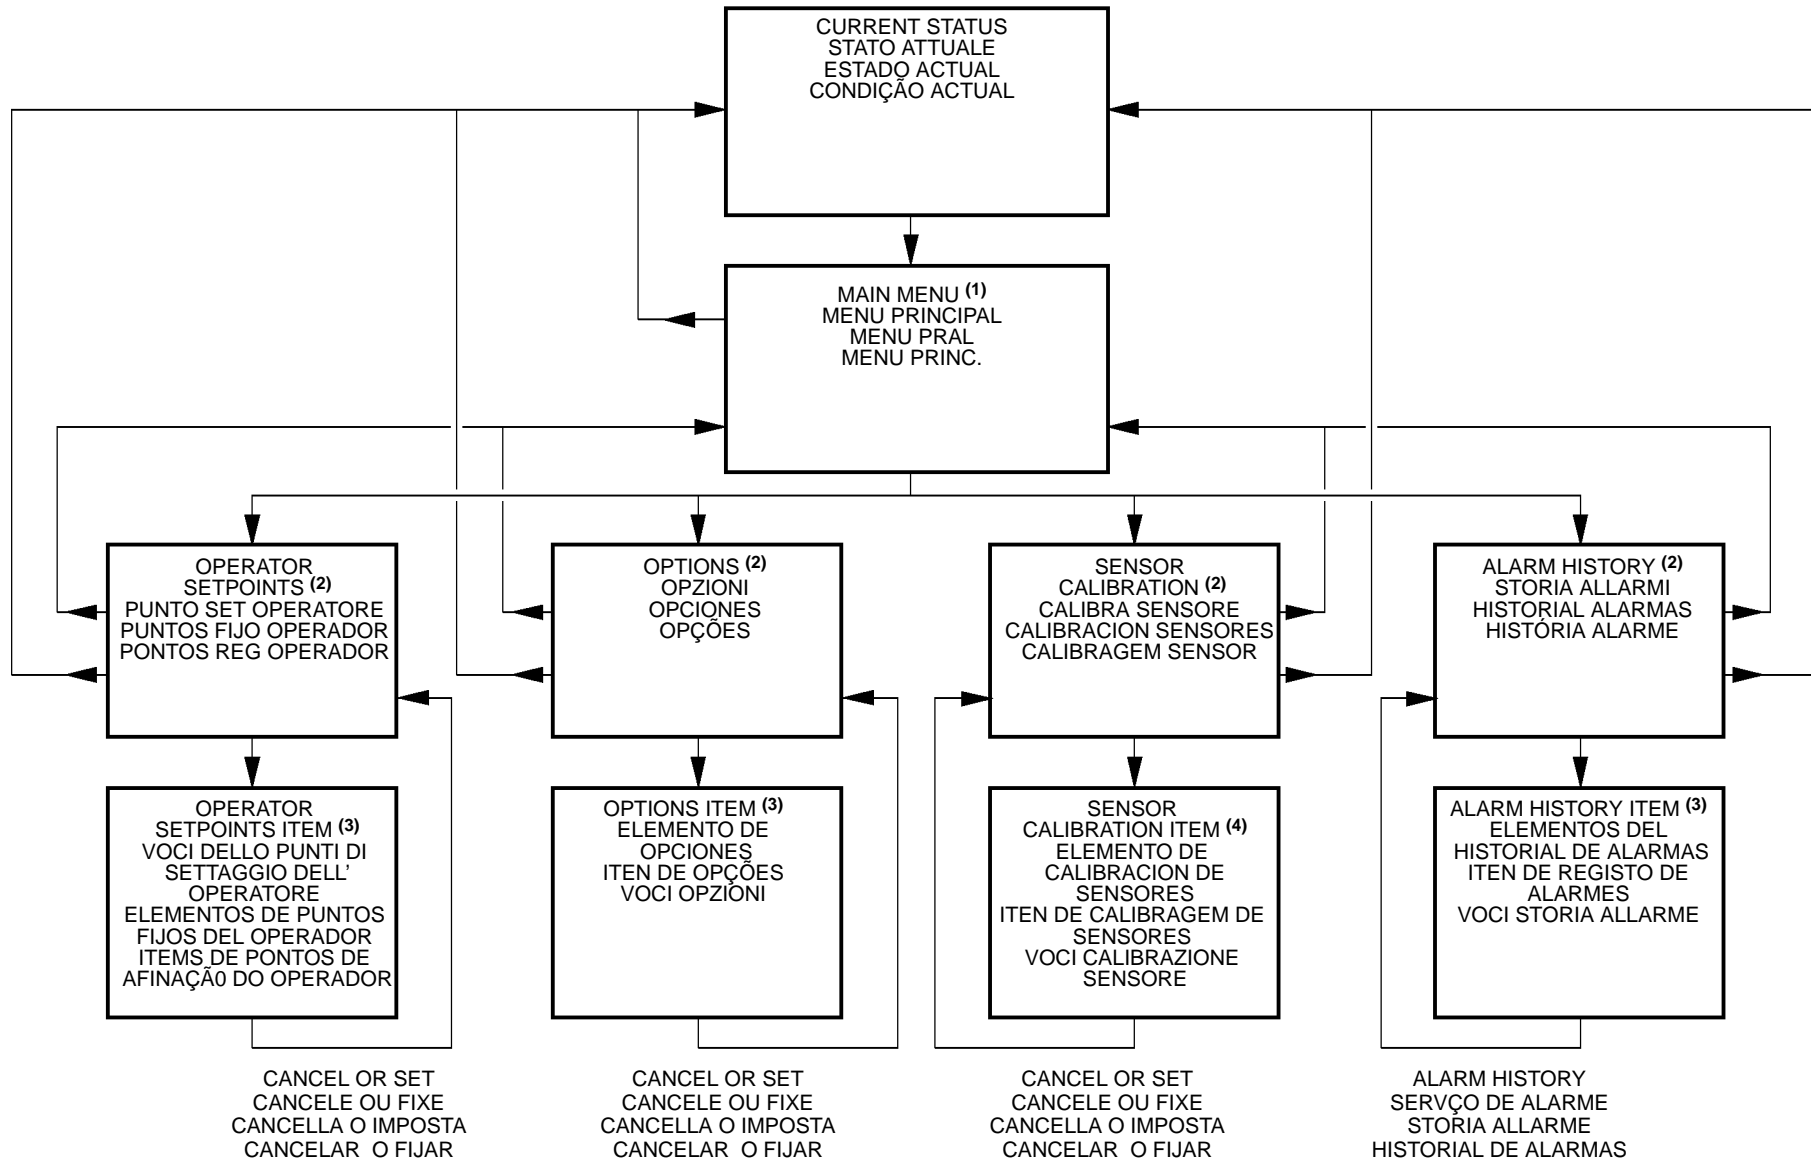 CURRENT STATUS
STATO ATTUALE
ESTADO ACTUAL
CONDIÇÃO ACTUAL
MAIN MENU (1)
MENU PRINCIPAL
MENU PRAL
MENU PRINC.
OPERATOR
SETPOINTS (2)
PUNTO SET OPERATORE
PUNTOS FIJO OPERADOR
PONTOS REG OPERADOR
OPTIONS (2)
OPZIONI
OPCIONES
OPÇÕES
SENSOR
CALIBRATION (2)
CALIBRA SENSORE
CALIBRACION SENSORES
CALIBRAGEM SENSOR
ALARM HISTORY (2)
STORIA ALLARMI
HISTORIAL ALARMAS
HISTÓRIA ALARME
OPERATOR
SETPOINTS ITEM (3)
VOCI DELLO PUNTI DI
SETTAGGIO DELL'
OPERATORE
ELEMENTOS DE PUNTOS
FIJOS DEL OPERADOR
ITEMS DE PONTOS DE
AFINAÇÃ0 DO OPERADOR
OPTIONS ITEM (3)
ELEMENTO DE
OPCIONES
ITEN DE OPÇÕES
VOCI OPZIONI
SENSOR
CALIBRATION ITEM (4)
ELEMENTO DE
CALIBRACION DE
SENSORES
ITEN DE CALIBRAGEM DE
SENSORES
VOCI CALIBRAZIONE
SENSORE
ALARM HISTORY ITEM (3)
ELEMENTOS DEL
HISTORIAL DE ALARMAS
ITEN DE REGISTO DE
ALARMES
VOCI STORIA ALLARME
CANCEL OR SET
CANCELE OU FIXE
CANCELLA O IMPOSTA
CANCELAR O FIJAR
CANCEL OR SET
CANCELE OU FIXE
CANCELLA O IMPOSTA
CANCELAR O FIJAR
CANCEL OR SET
CANCELE OU FIXE
CANCELLA O IMPOSTA
CANCELAR O FIJAR
ALARM HISTORY
SERVÇO DE ALARME
STORIA ALLARME
HISTORIAL DE ALARMAS